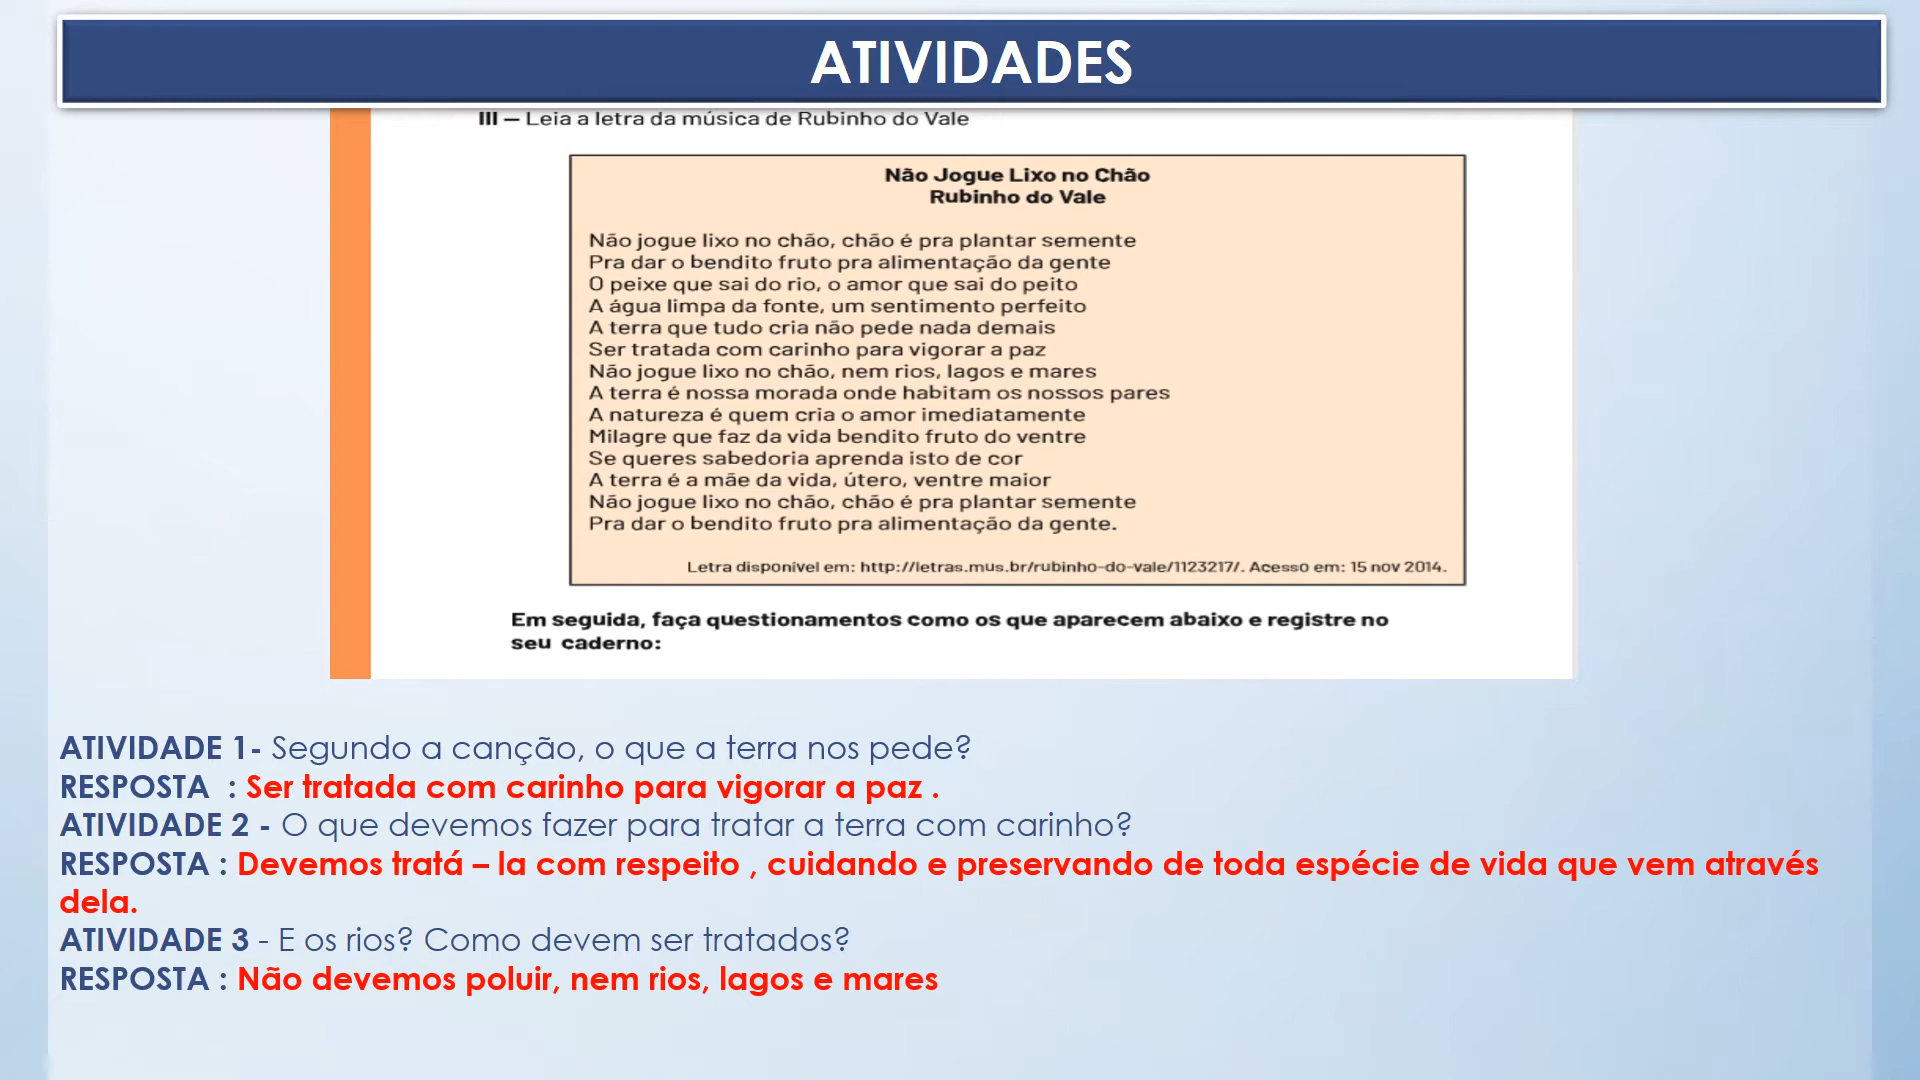 ATIVIDADES
III — Leia a letra da música de Rubinho do Vale
Não Jogue Lixo no Chão
Rubinho do Vale
Não jogue lixo no chão, chão é pra plantar semente
Pra dar o bendito fruto pra alimentação da gente
O peixe que sai do rio, o amor que sai do peito
A água limpa da fonte, um sentimento perfeito
A terra que tudo cria não pede nada demais
Ser tratada com carinho para vigorar a paz
Não jogue lixo no chão, nem rios, lagos e mares
A terra é nossa morada onde habitam os nossos pares
A natureza é quem cria o amor imediatamente
Milagre que faz da vida bendito fruto do ventre
Se queres sabedoria aprenda isto de cor
A terra é a mãe da vida, útero, ventre maior
Não jogue lixo no chão, chão é pra plantar semente
Pra dar o bendito fruto pra alimentação da gente.
Letra disponível em: http://letras.mus.br/rubinho-do-vale/1123217/. Acesso em: 15 nov 2014.
Em seguida, faça questionamentos como os que aparecem abaixo e registre no
seu caderno:
ATIVIDADE 1- Segundo a canção, o que a terra nos pede?
RESPOSTA : Ser tratada com carinho para vigorar a paz .
ATIVIDADE 2 - O que devemos fazer para tratar a terra com carinho?
RESPOSTA : Devemos tratá – la com respeito , cuidando e preservando de toda espécie de vida que vem através
dela.
ATIVIDADE 3 - E os rios? Como devem ser tratados?
RESPOSTA : Não devemos poluir, nem rios, lagos e mares